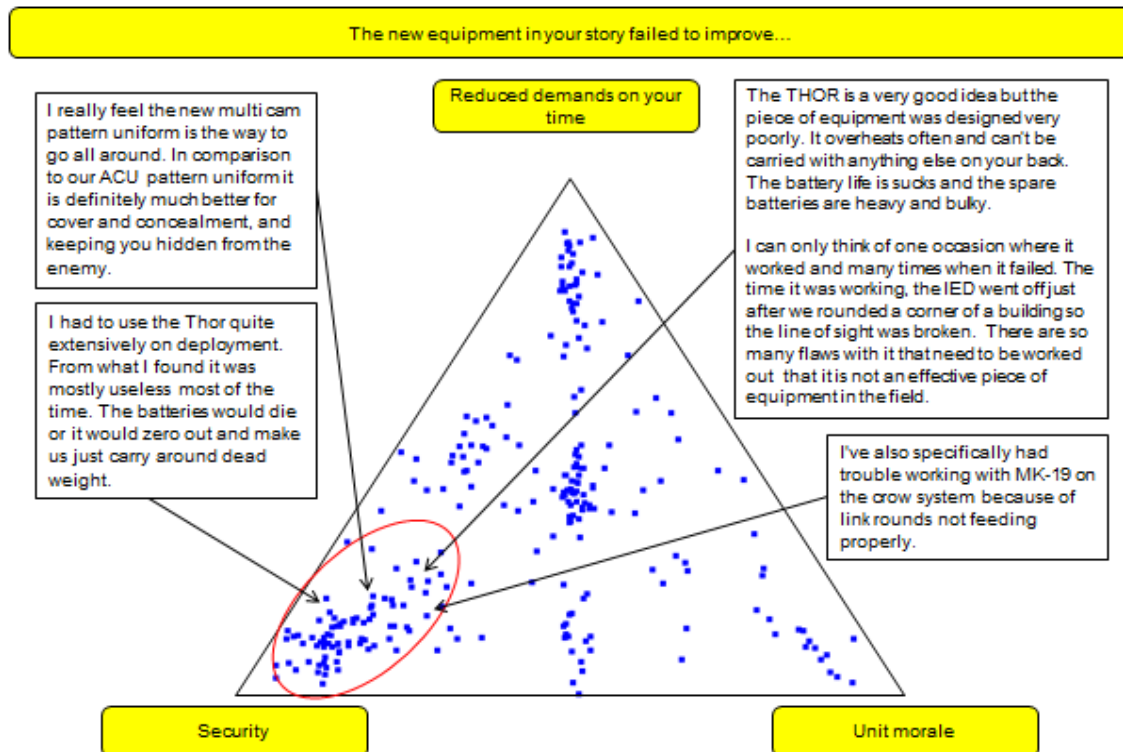 The new equipment in your story failed to improve...
Reduced demands on your
time
I really feel the new multi cam
pattern uniform is the way to
go all around. In comparison
to our ACU pattern uniform it
is definitely much better for
cover and concealment, and
keeping you hidden from the
enemy.
I had to use the Thor quite
extensively on deployment.
From what I found it was
mostly useless most of the
time. The batteries would die
or it would zero out and make
us just carry around dead
weight.
The THOR is a very good idea but the
piece of equipment was designed very
poorly. It overheats often and can't be
carried with anything else on your back.
The battery life is sucks and the spare
batteries are heavy and bulky.
I can only think of one occasion where it
worked and many times when it failed. The
time it was working, the IED went off just
after we rounded a corner of a building so
the line of sight was broken. There are so
many flaws with it that need to be worked
out that it is not an effective piece of
equipment in the field.
I've also specifically had
trouble working with MK-19 on
the crow system because of
link rounds not feeding
properly.
Security
Unit morale